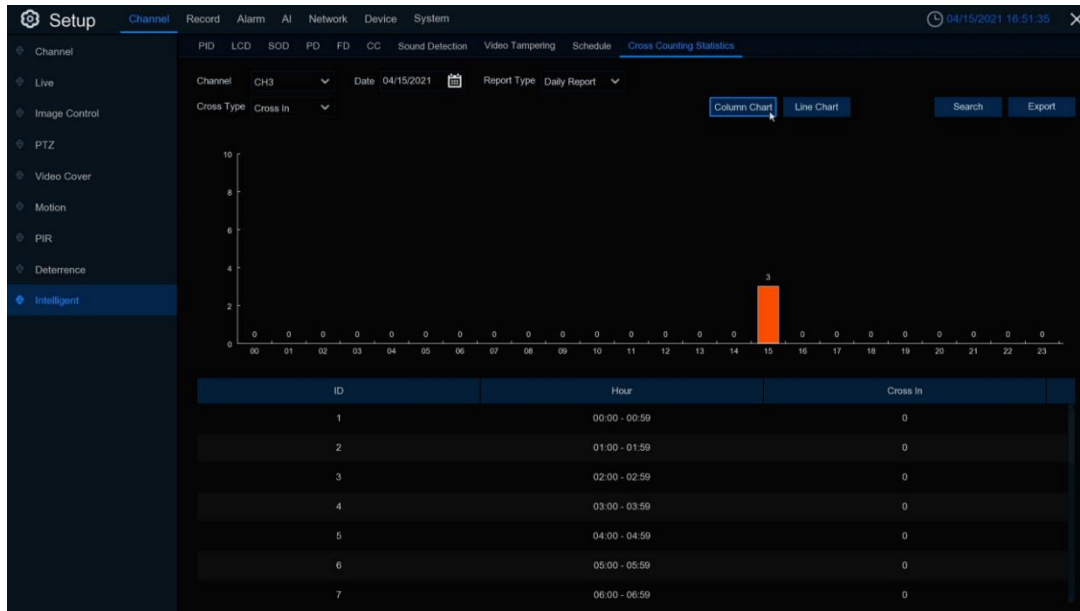 Setup Channel Record Alarm AI Network Device System 04/15/2021 16:51:35 X
Channel
Live
Image Control
PTZ
Video Cover
Motion
PIR
Deterrence
Intelligent
PID LCD SOD PD FD CC Sound Detection Video Tampering Schedule Cross Counting Statistics
Channel CH3 Date 04/15/2021 Report Type Daily Report
Cross Type Cross In Column Chart Line Chart Search Export
10
8
6
4
2
0
3
0 0 0 0 0 0 0 0 0 0 0 0 0 0 0 0 0 0 0 0 0 0 0
00 01 02 03 04 05 06 07 08 09 10 11 12 13 14 15 16 17 18 19 20 21 22 23
ID Hour Cross In
1 00:00 - 00:59 0
2 01:00 - 01:59 0
3 02:00 - 02:59 0
4 03:00 - 03:59 0
5 04:00 - 04:59 0
6 05:00 - 05:59 0
7 06:00 - 06:59 0